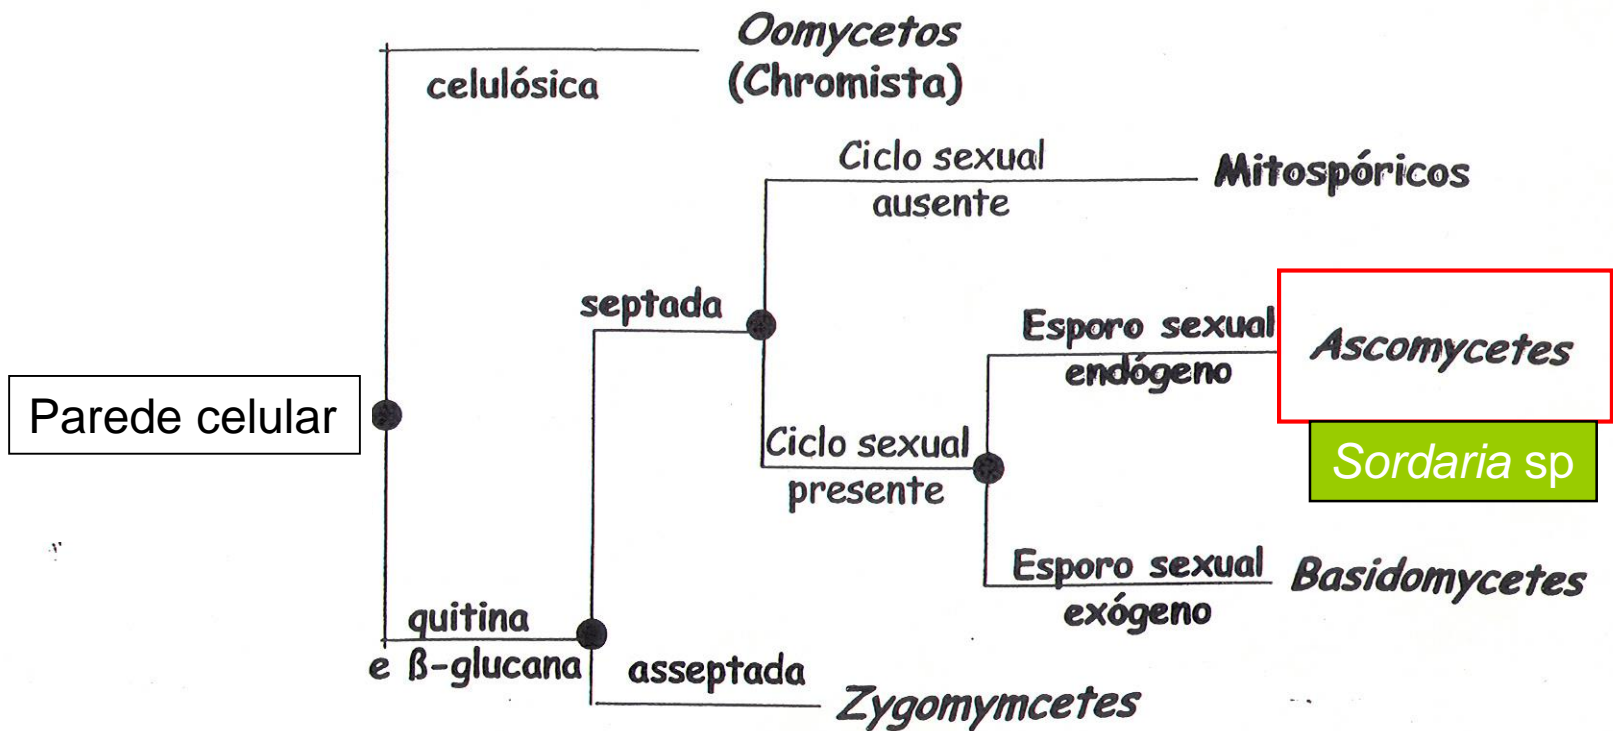 Oomycetos
(Chromista)
celulósica
Ciclo sexual
ausente
Mitospóricos
septada
Esporo sexual
endógeno
Ascomycetes
Parede celular
Ciclo sexual
presente
Sordaria sp
Esporo sexual
exógeno
Basidomycetes
quitina
e ß-glucana
asseptada
Zygomymcetes